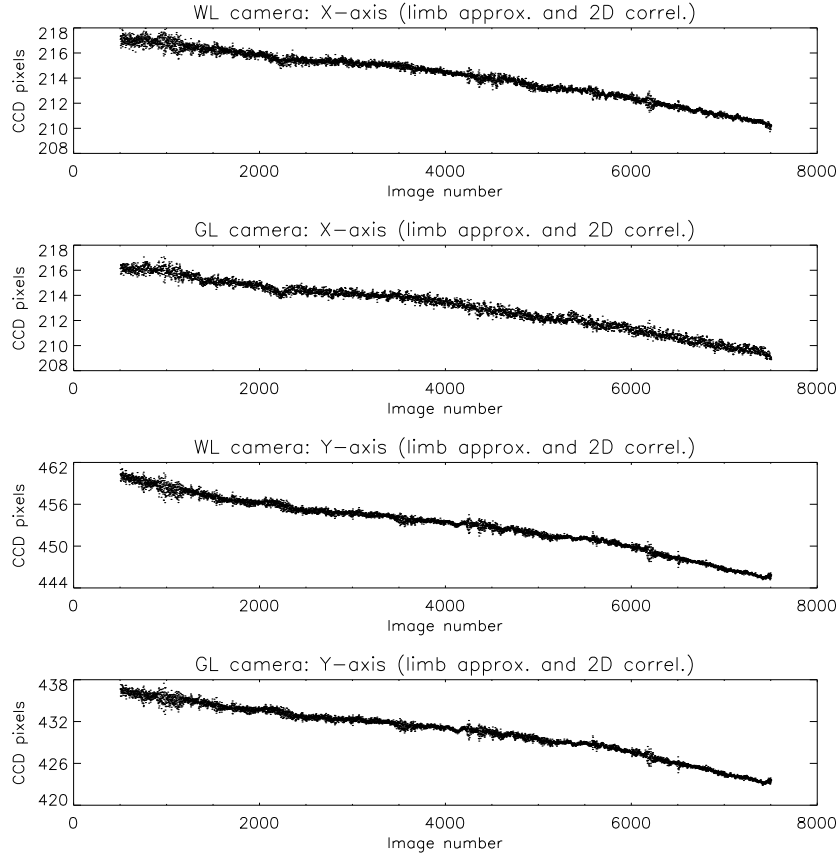 WL camera: X-axis (limb approx. and 2D correl.)
218
216
214
212
210
208
CCD pixels
0 2000 4000 6000 8000
Image number
GL camera: X-axis (limb approx. and 2D correl.)
218
216
214
212
210
208
CCD pixels
0 2000 4000 6000 8000
Image number
WL camera: Y-axis (limb approx. and 2D correl.)
462
456
450
444
CCD pixels
0 2000 4000 6000 8000
Image number
GL camera: Y-axis (limb approx. and 2D correl.)
438
432
426
420
CCD pixels
0 2000 4000 6000 8000
Image number